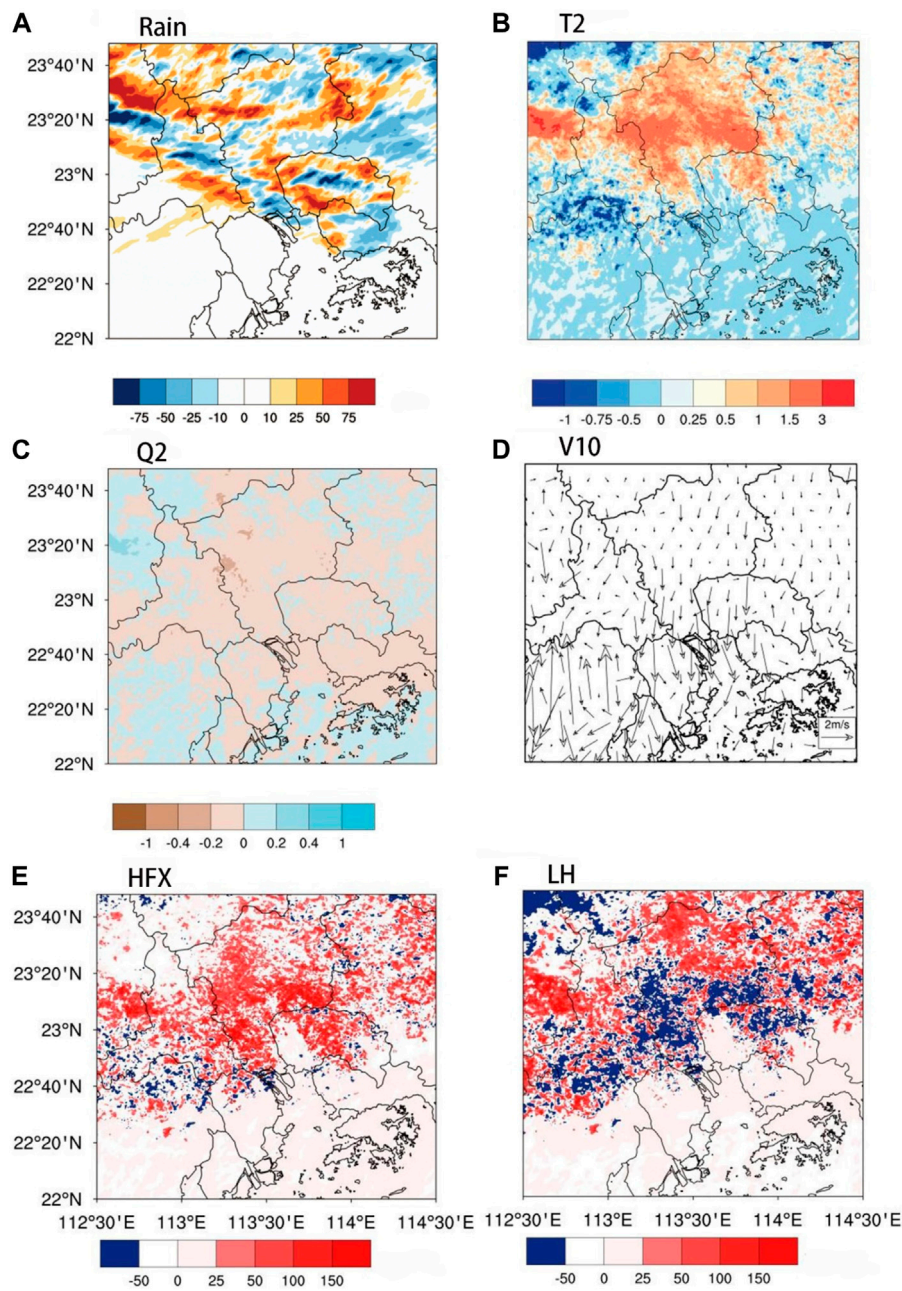 A Rain
B T2
23°40'N
23°20'N
23°N
22°40'N
22°20'N
22°N
-75 -50 -25 -10 0 10 25 50 75
-1 -0.75 -0.5 0 0.25 0.5 1 1.5 3
C Q2
D V10
23°40'N
23°20'N
23°N
22°40'N
22°20'N
22°N
2m/s
-1 -0.4 -0.2 0 0.2 0.4 1
E HFX
F LH
23°40'N
23°20'N
23°N
22°40'N
22°20'N
22°N
112°30'E 113°E 113°30'E 114°E 114°30'E
112°30'E 113°E 113°30'E 114°E 114°30'E
-50 0 25 50 100 150
-50 0 25 50 100 150